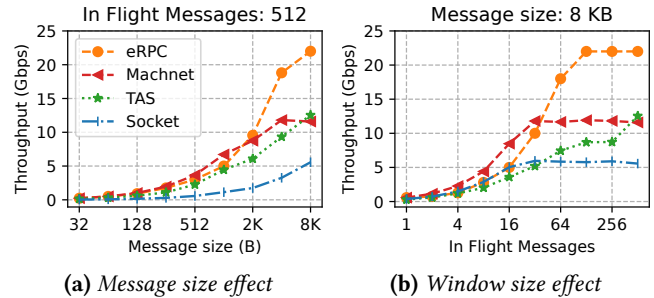 In Flight Messages: 512
Throughput (Gbps)
25
20
15
10
5
0
eRPC
Machnet
TAS
Socket
32
128
512
2K
8K
Message size (B)
(a) Message size effect
Message size: 8 KB
Throughput (Gbps)
25
20
15
10
5
0
1
4
16
64
256
In Flight Messages
(b) Window size effect